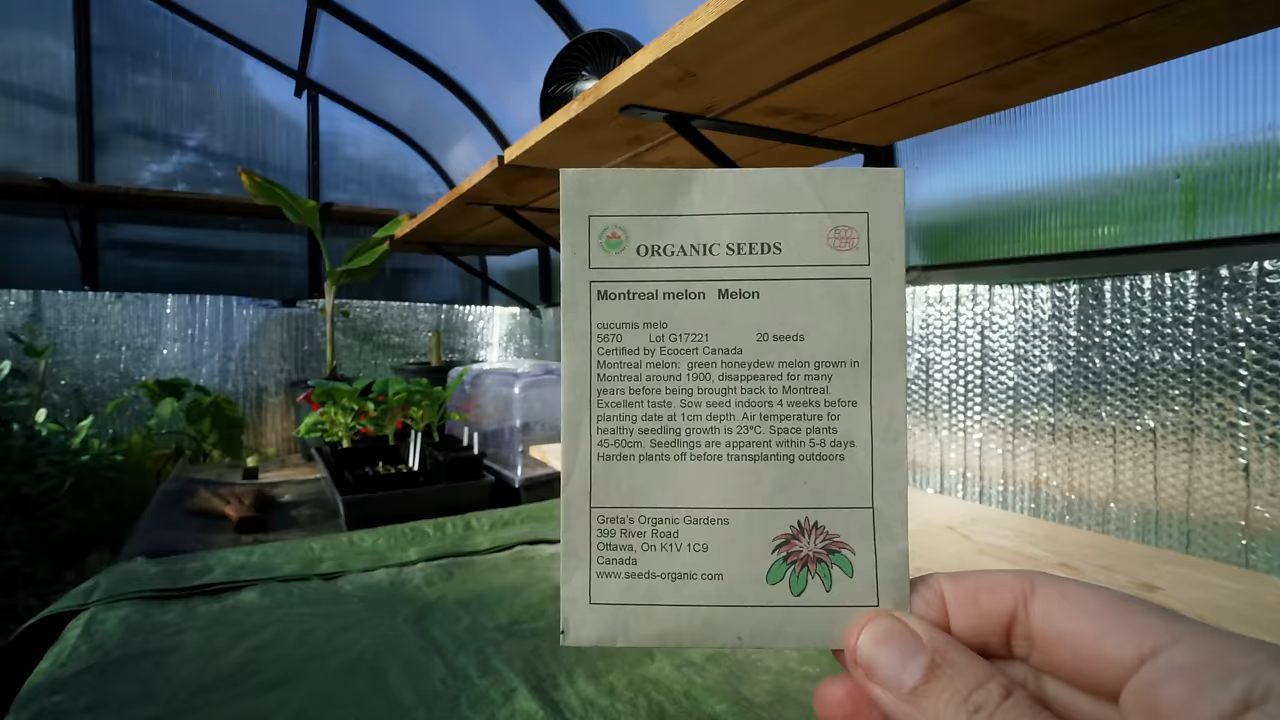 ORGANIC SEEDS
ECO
CERT
Montreal melon Melon
cucumis melo
5670 Lot G17221 20 seeds
Certified by Ecocert Canada
Montreal melon: green honeydew melon grown in
Montreal around 1900, disappeared for many
years before being brought back to Montreal.
Excellent taste. Sow seed indoors 4 weeks before
planting date at 1cm depth. Air temperature for
healthy seedling growth is 23°C. Space plants
45-60cm. Seedlings are apparent within 5-8 days.
Harden plants off before transplanting outdoors
Greta's Organic Gardens
399 River Road
Ottawa, On K1V 1C9
Canada
www.seeds-organic.com